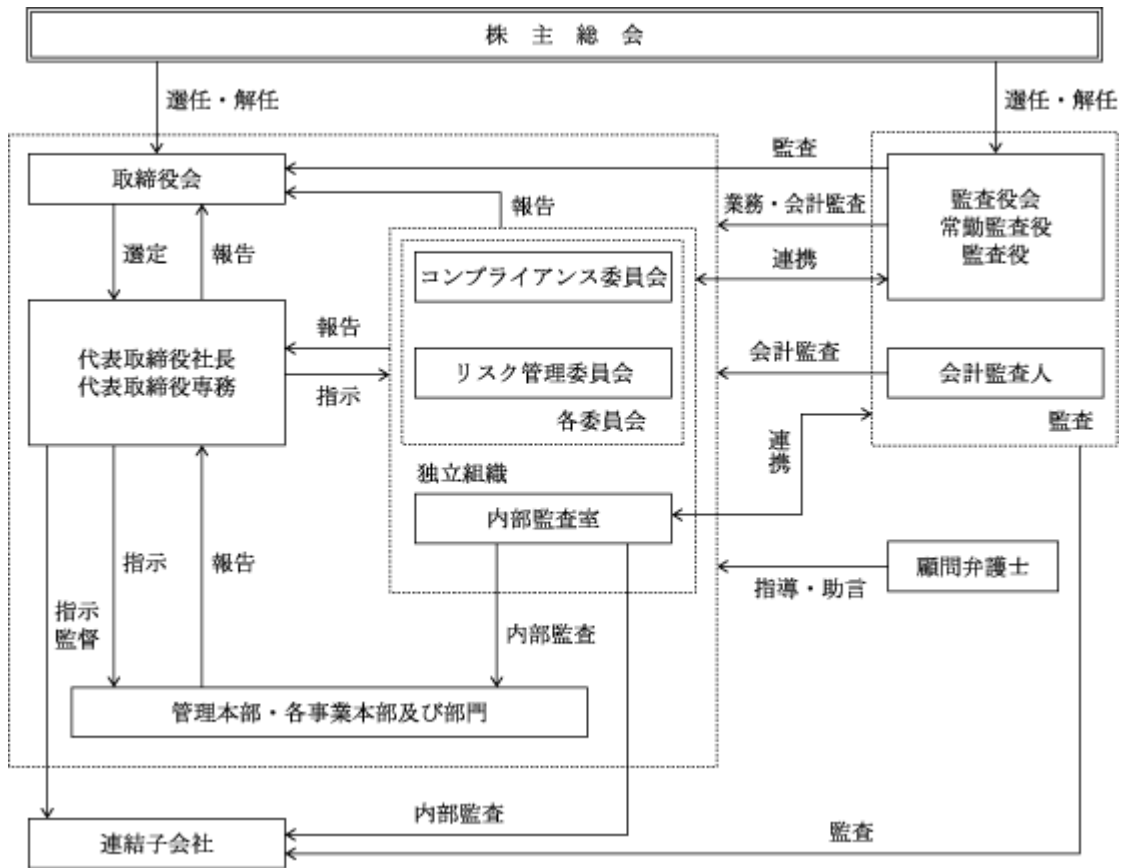 株主総会
選任・解任
選任・解任
監査
取締役会
報告
業務・会計監査
監査役会
常勤監査役
監査役
選定
報告
連携
コンプライアンス委員会
代表取締役社長
代表取締役専務
報告
指示
リスク管理委員会
各委員会
会計監査
会計監査人
監査
連携
独立組織
内部監査室
指示
報告
顧問弁護士
指導・助言
指示
監督
内部監査
管理本部・各事業本部及び部門
内部監査
監査
連結子会社